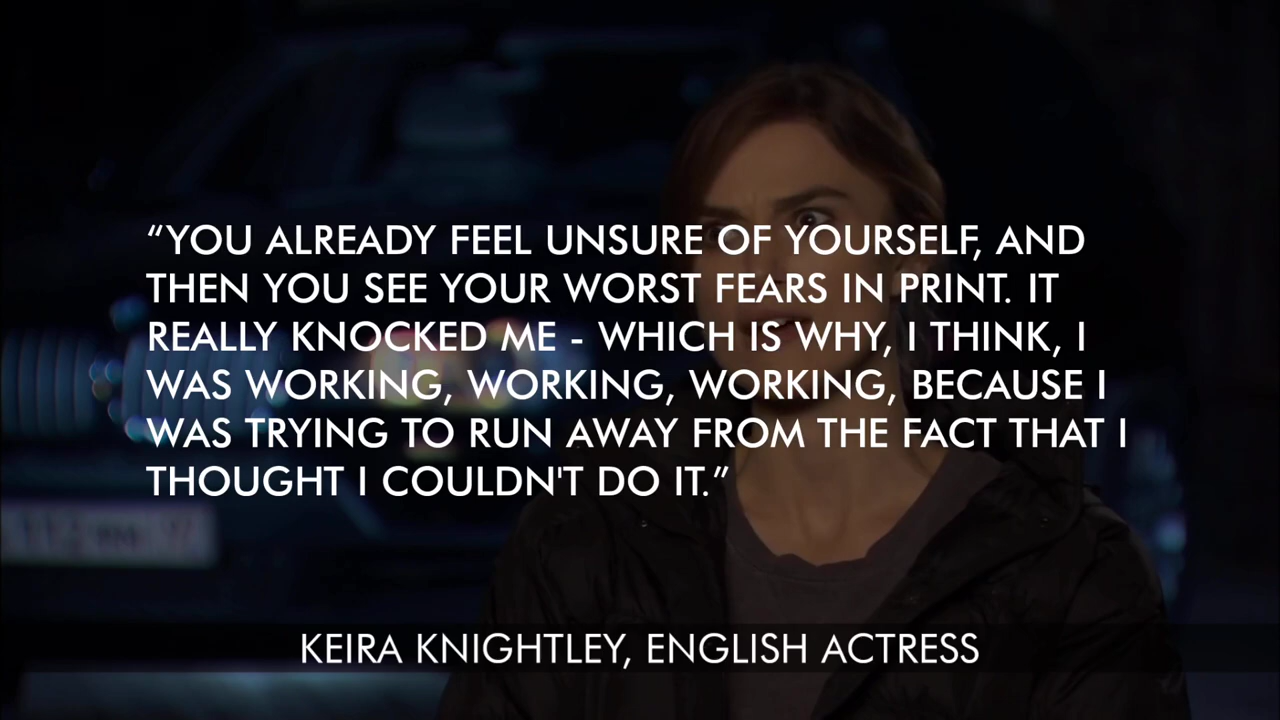 “YOU ALREADY FEEL UNSURE OF YOURSELF, AND
THEN YOU SEE YOUR WORST FEARS IN PRINT. IT
REALLY KNOCKED ME - WHICH IS WHY, I THINK, I
WAS WORKING, WORKING, WORKING, BECAUSE I
WAS TRYING TO RUN AWAY FROM THE FACT THAT I
THOUGHT I COULDN'T DO IT.”
KEIRA KNIGHTLEY, ENGLISH ACTRESS